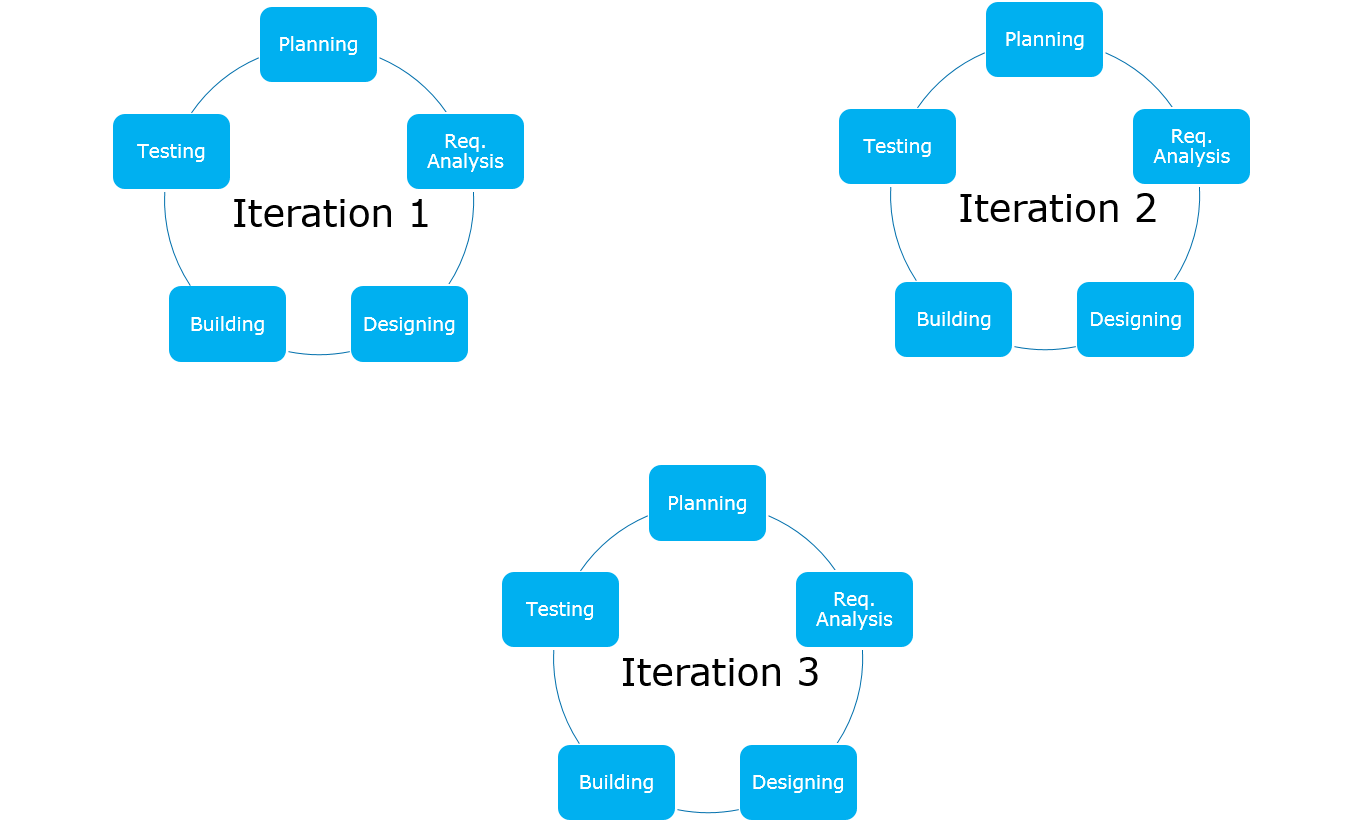 Planning
Testing
Req.
Analysis
Iteration 1
Building
Designing
Planning
Testing
Req.
Analysis
Iteration 2
Building
Designing
Planning
Testing
Req.
Analysis
Iteration 3
Building
Designing